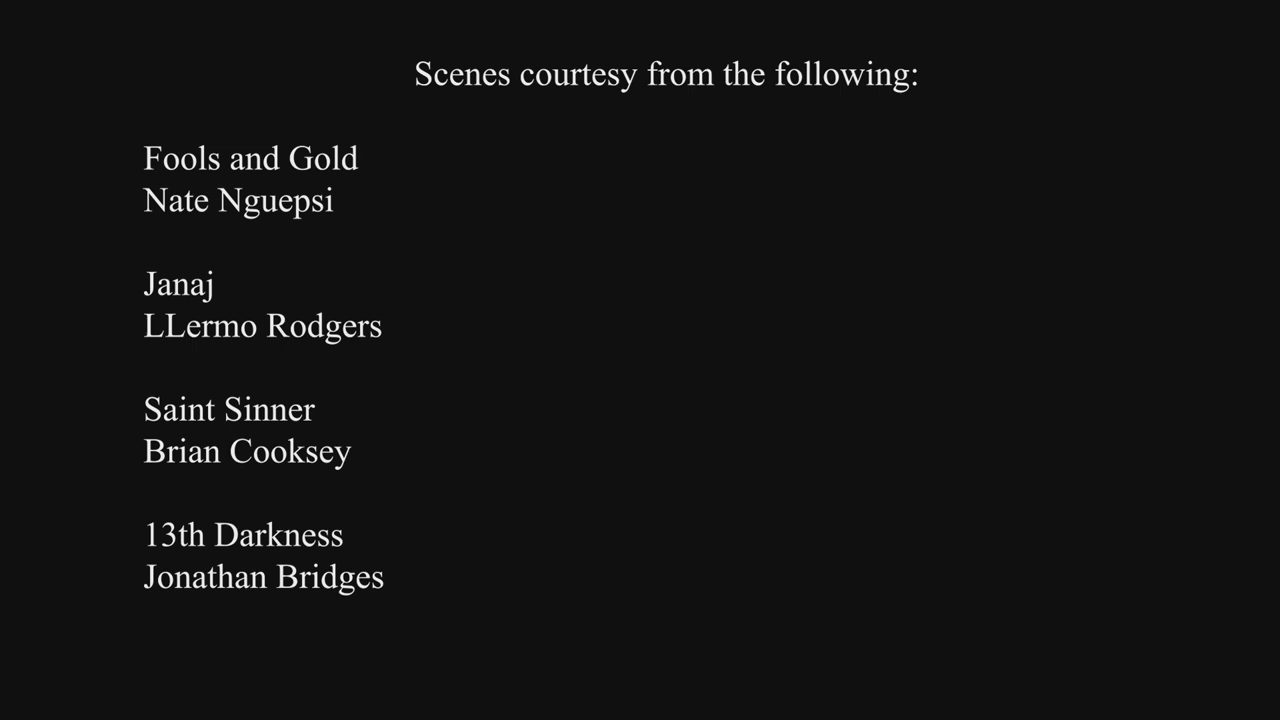 Scenes courtesy from the following:
Fools and Gold
Nate Nguepsi
Janaj
LLermo Rodgers
Saint Sinner
Brian Cooksey
13th Darkness
Jonathan Bridges